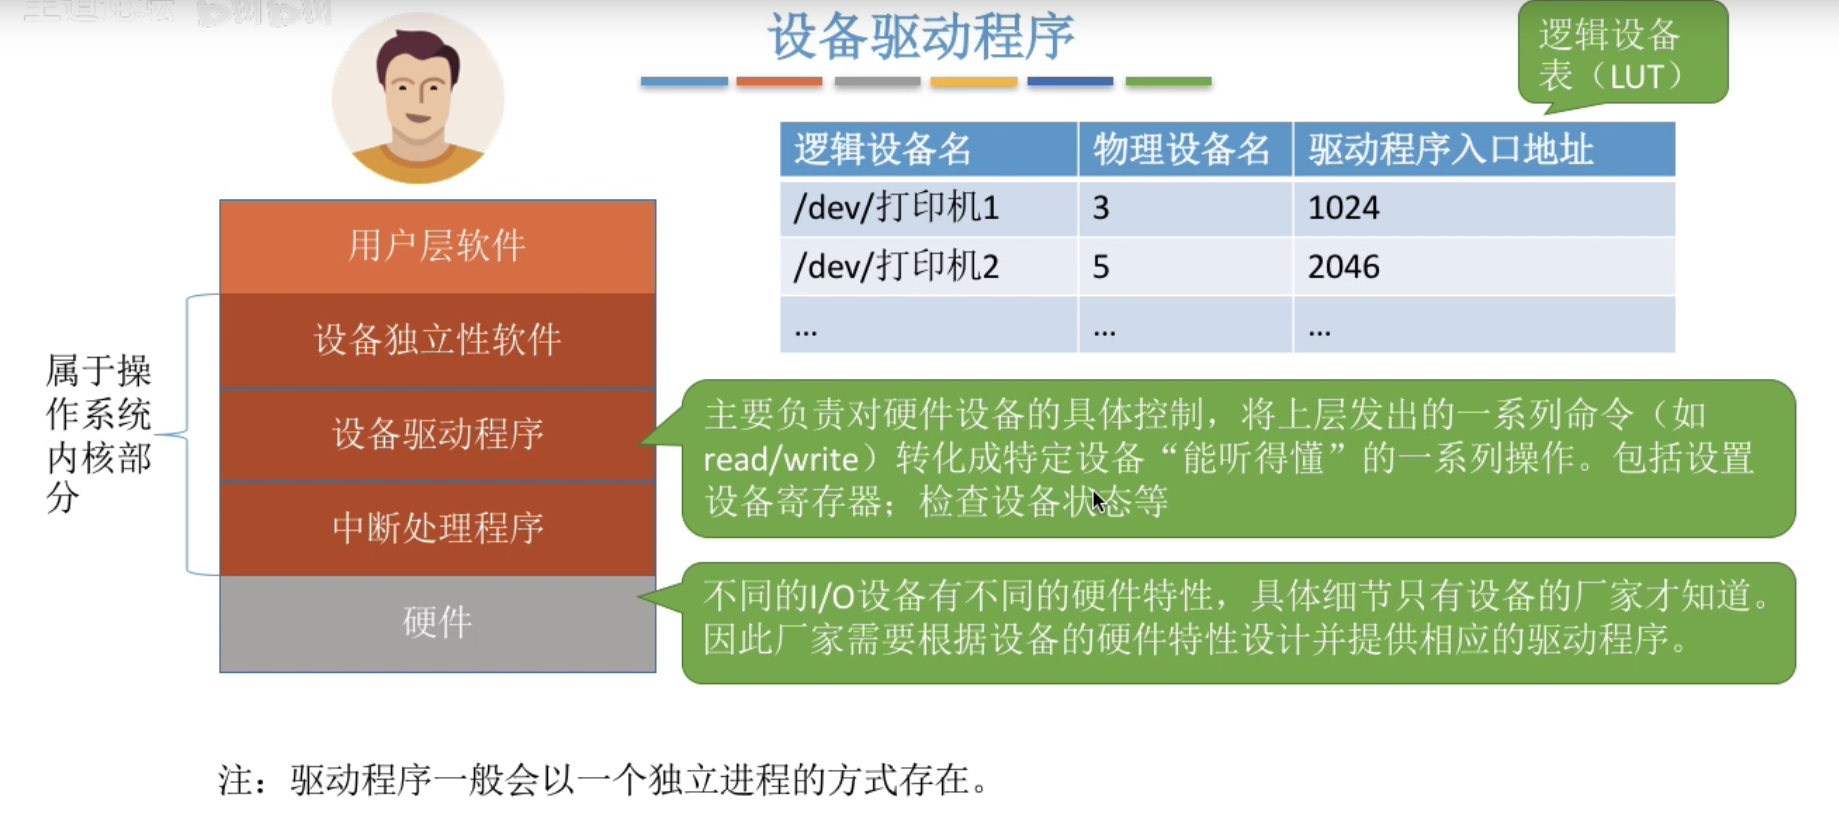 设备驱动程序
逻辑设备
表（LUT）
逻辑设备名 物理设备名 驱动程序入口地址
/dev/打印机1 3 1024
/dev/打印机2 5 2046
... ... ...
用户层软件
设备独立性软件
设备驱动程序
中断处理程序
硬件
属于操
作系统
内核部
分
主要负责对硬件设备的具体控制，将上层发出的一系列命令（如
read/write）转化成特定设备“能听得懂”的一系列操作。包括设置
设备寄存器；检查设备状态等
不同的I/O设备有不同的硬件特性，具体细节只有设备的厂家才知道。
因此厂家需要根据设备的硬件特性设计并提供相应的驱动程序。
注：驱动程序一般会以一个独立进程的方式存在。